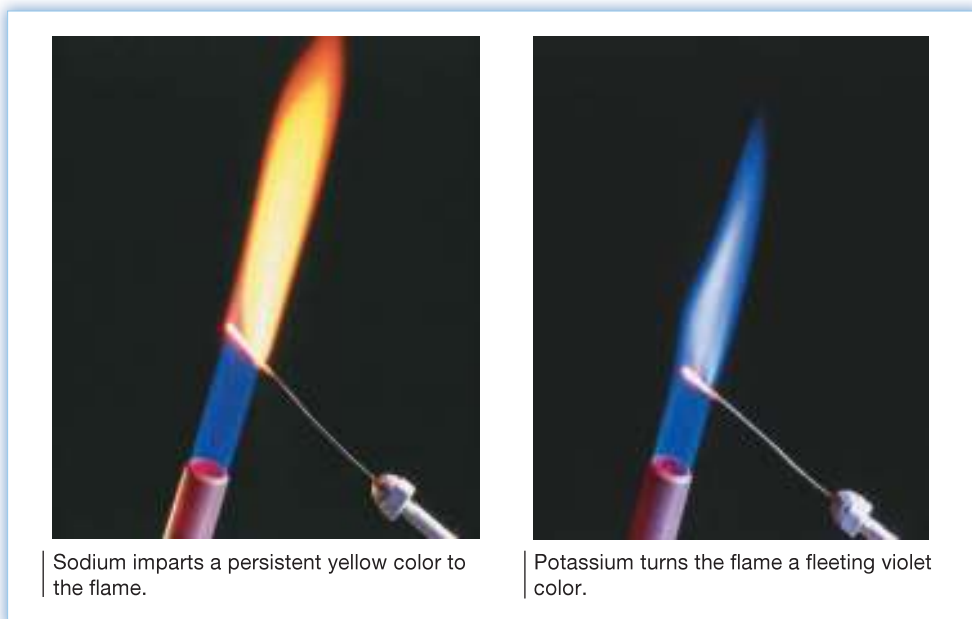 Sodium imparts a persistent yellow color to
the flame.
Potassium turns the flame a fleeting violet
color.